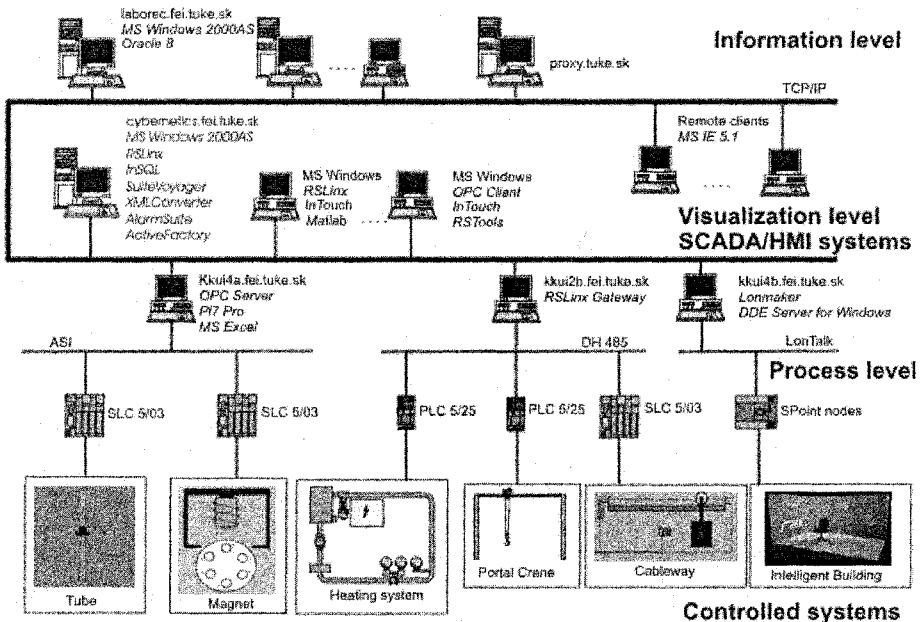 laborec.fei.tuke.sk
MS Windows 2000AS
Oracle 8
Information level
proxy.tuke.sk
TCP/IP
cybernetics.fei.tuke.sk
MS Windows 2000AS
RSLinx
InSQL
SuiteVoyager
XMLConverter
AlarmSuite
ActiveFactory
MS Windows
RSLinx
InTouch
Matlab
MS Windows
OPC Client
InTouch
RSTools
Remote clients
MS IE 5.1
Visualization level
SCADA/HMI systems
Kkui4a.fei.tuke.sk
OPC Server
PI7 Pro
MS Excel
kkui2b.fei.tuke.sk
RSLinx Gateway
kkui4b.fei.tuke.sk
Lonmaker
DDE Server for Windows
ASI
DH 485
LonTalk
Process level
SLC 5/03
SLC 5/03
PLC 5/25
PLC 5/25
SLC 5/03
SPoint nodes
Tube
Magnet
Heating system
Portal Crane
Cableway
Intelligent Building
Controlled systems